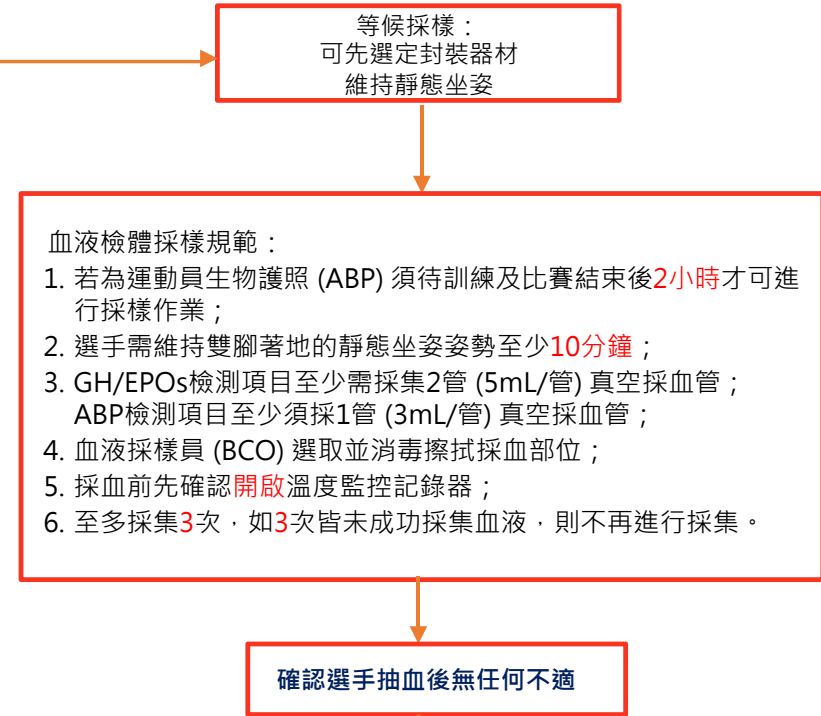 等候採樣：
可先選定封裝器材
維持靜態坐姿
血液檢體採樣規範：
1. 若為運動員生物護照 (ABP) 須待訓練及比賽結束後2小時才可進
行採樣作業；
2. 選手需維持雙腳著地的靜態坐姿姿勢至少10分鐘；
3. GH/EPOs檢測項目至少需採集2管 (5mL/管) 真空採血管；
ABP檢測項目至少須採1管 (3mL/管) 真空採血管；
4. 血液採樣員 (BCO) 選取並消毒擦拭採血部位；
5. 採血前先確認開啟溫度監控記錄器；
6. 至多採集3次，如3次皆未成功採集血液，則不再進行採集。
確認選手抽血後無任何不適